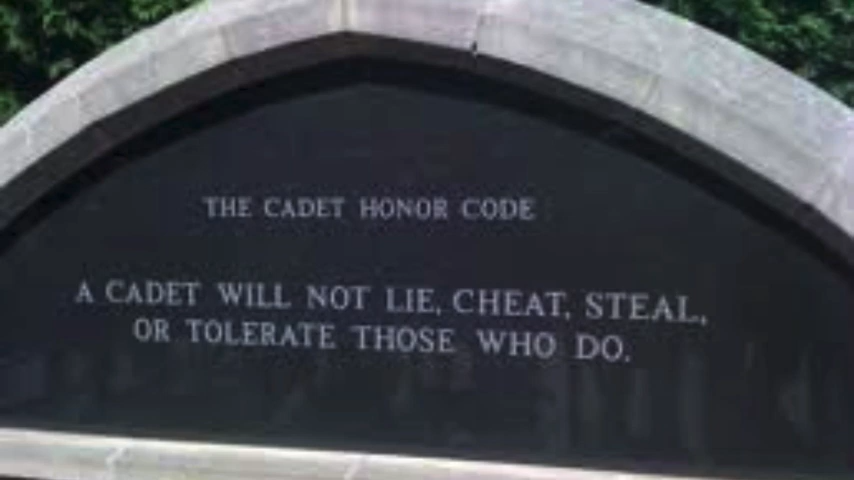 THE CADET HONOR CODE
A CADET WILL NOT LIE, CHEAT, STEAL,
OR TOLERATE THOSE WHO DO.